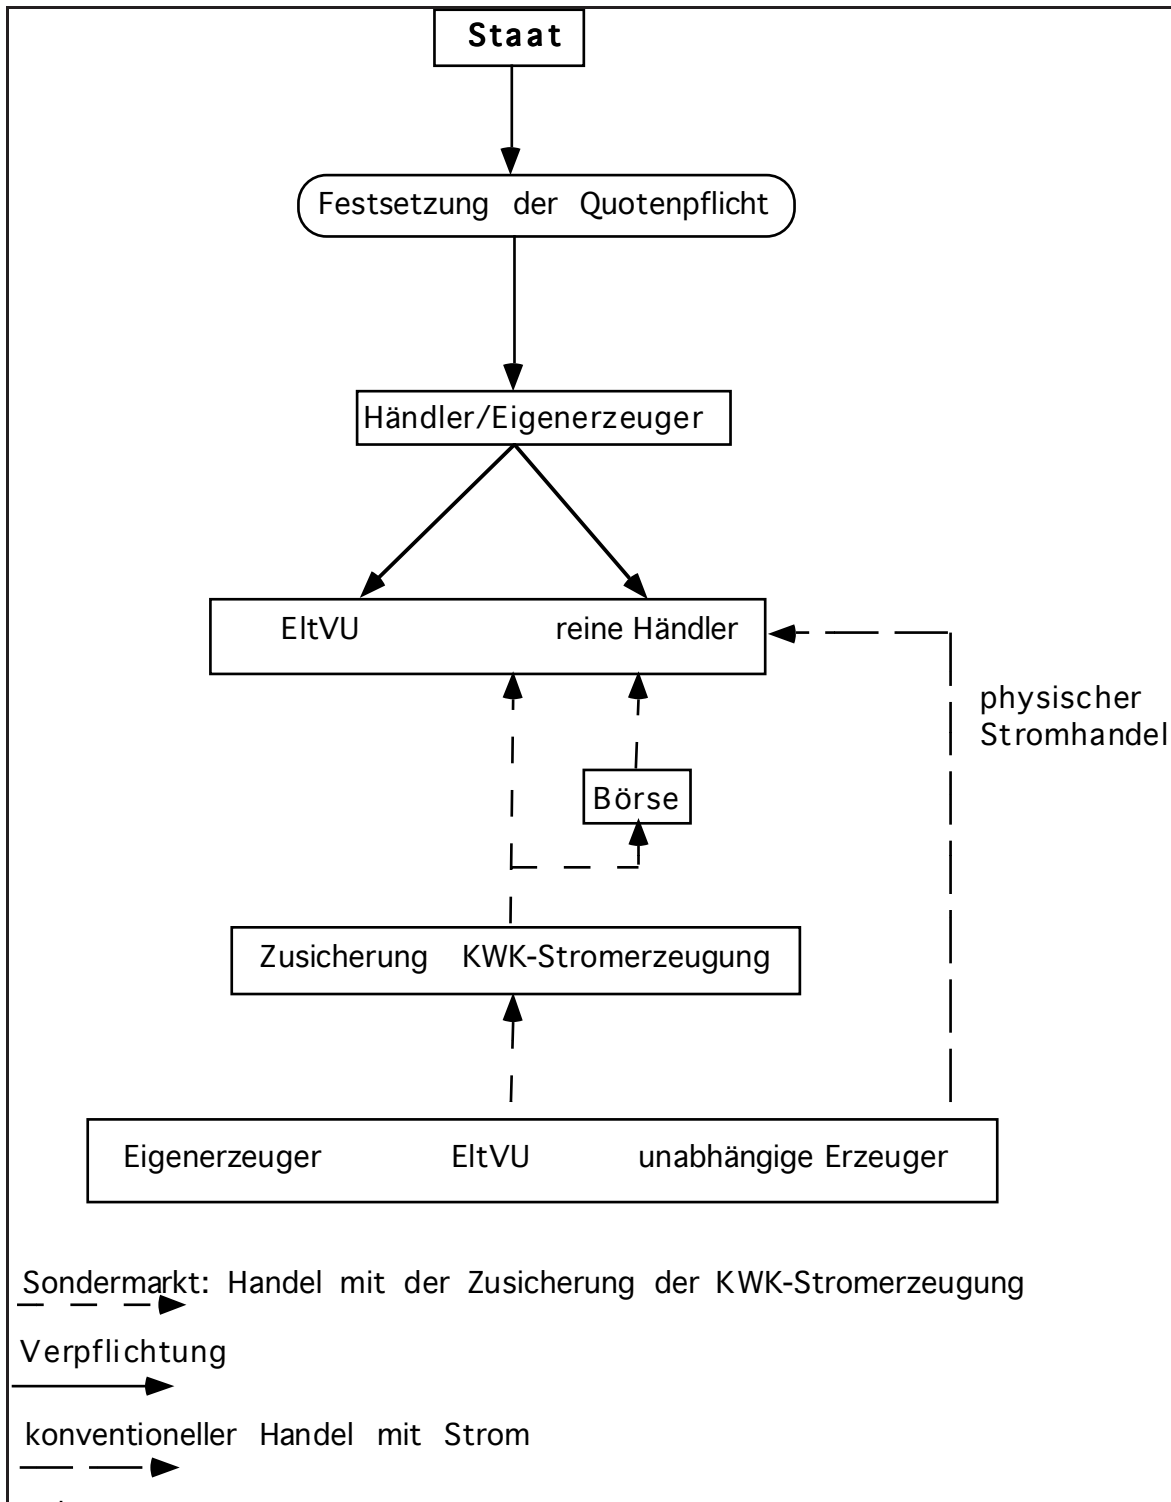 Staat
Festsetzung der Quotenpflicht
Händler/Eigenerzeuger
EltVU reine Händler
physischer
Stromhandel
Börse
Zusicherung KWK-Stromerzeugung
Eigenerzeuger EltVU unabhängige Erzeuger
Sondermarkt: Handel mit der Zusicherung der KWK-Stromerzeugung
Verpflichtung
konventioneller Handel mit Strom